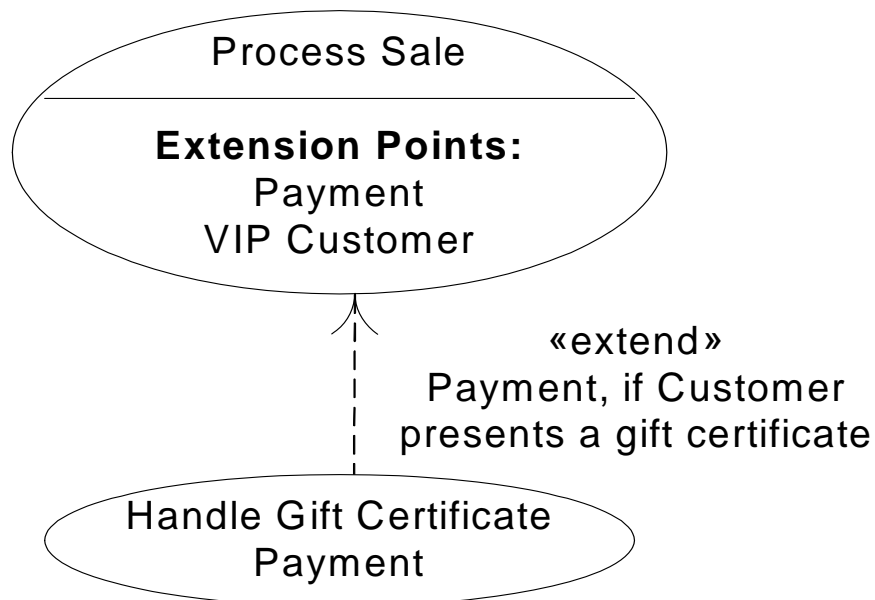 Process Sale
Extension Points:
Payment
VIP Customer
«extend»
Payment, if Customer
presents a gift certificate
Handle Gift Certificate
Payment